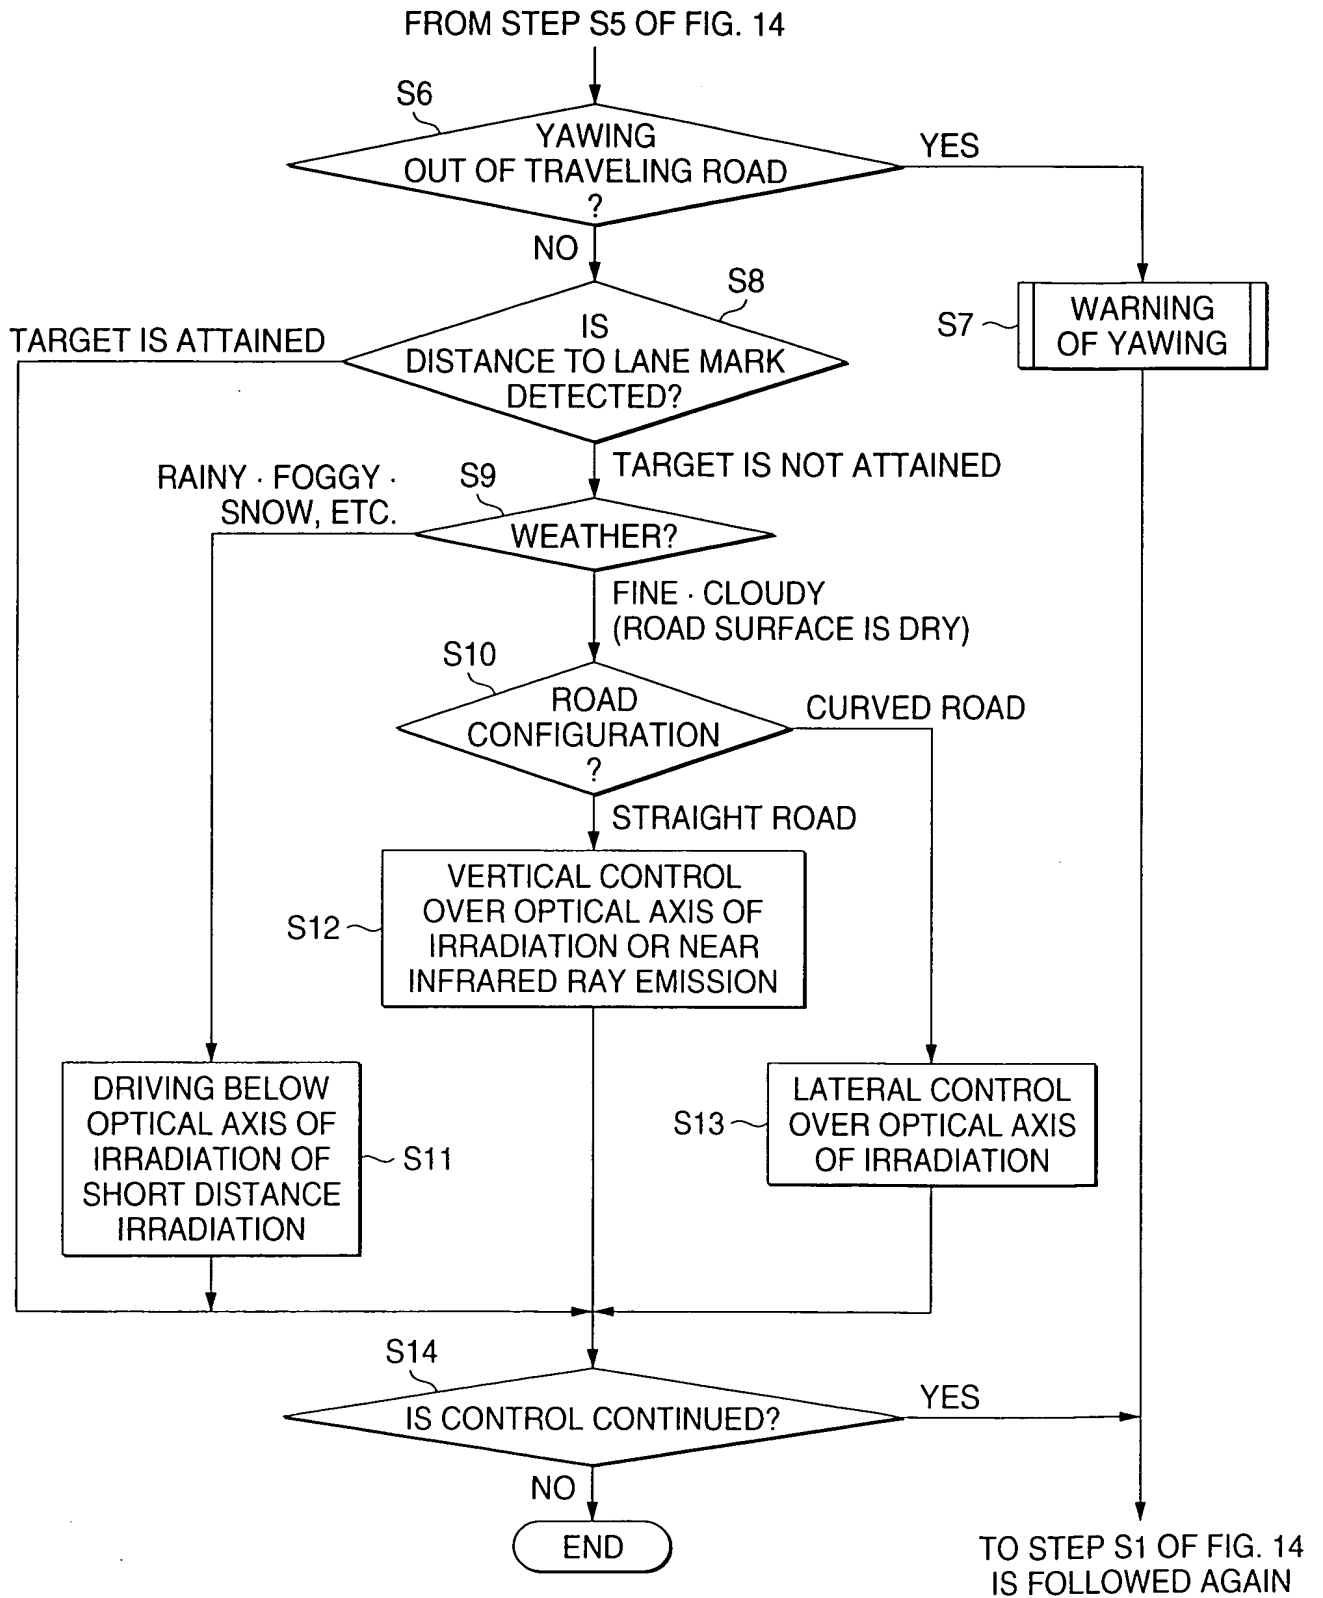 FROM STEP S5 OF FIG. 14
S6
YAWING
OUT OF TRAVELING ROAD
?
YES
NO
S7
WARNING
OF YAWING
S8
IS
DISTANCE TO LANE MARK
DETECTED?
TARGET IS ATTAINED
TARGET IS NOT ATTAINED
S9
WEATHER?
RAINY · FOGGY ·
SNOW, ETC.
FINE · CLOUDY
(ROAD SURFACE IS DRY)
S10
ROAD
CONFIGURATION
?
CURVED ROAD
STRAIGHT ROAD
S12
VERTICAL CONTROL
OVER OPTICAL AXIS OF
IRRADIATION OR NEAR
INFRARED RAY EMISSION
DRIVING BELOW
OPTICAL AXIS OF
IRRADIATION OF
SHORT DISTANCE
IRRADIATION
S11
S13
LATERAL CONTROL
OVER OPTICAL AXIS
OF IRRADIATION
S14
IS CONTROL CONTINUED?
YES
NO
END
TO STEP S1 OF FIG. 14
IS FOLLOWED AGAIN